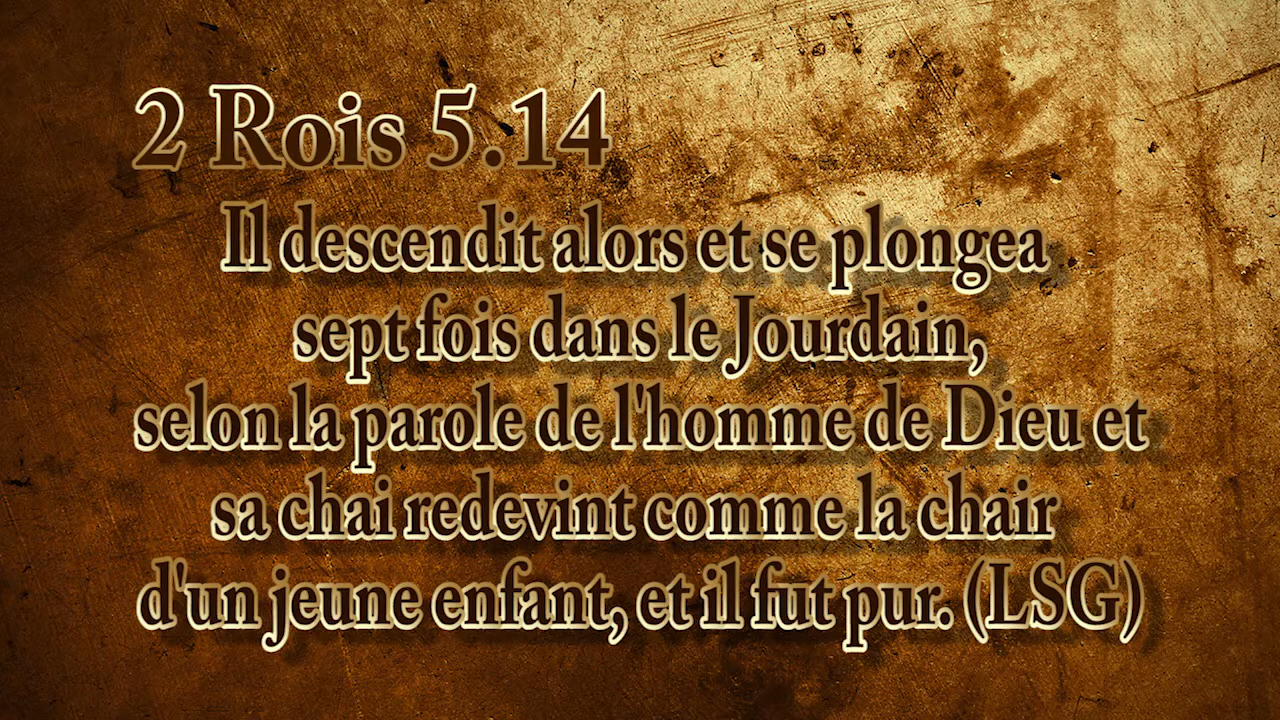 2 Rois 5.14
Il descendit alors et se plongea
sept fois dans le Jourdain,
selon la parole de l'homme de Dieu et
sa chai redevint comme la chair
d'un jeune enfant, et il fut pur. (LSG)